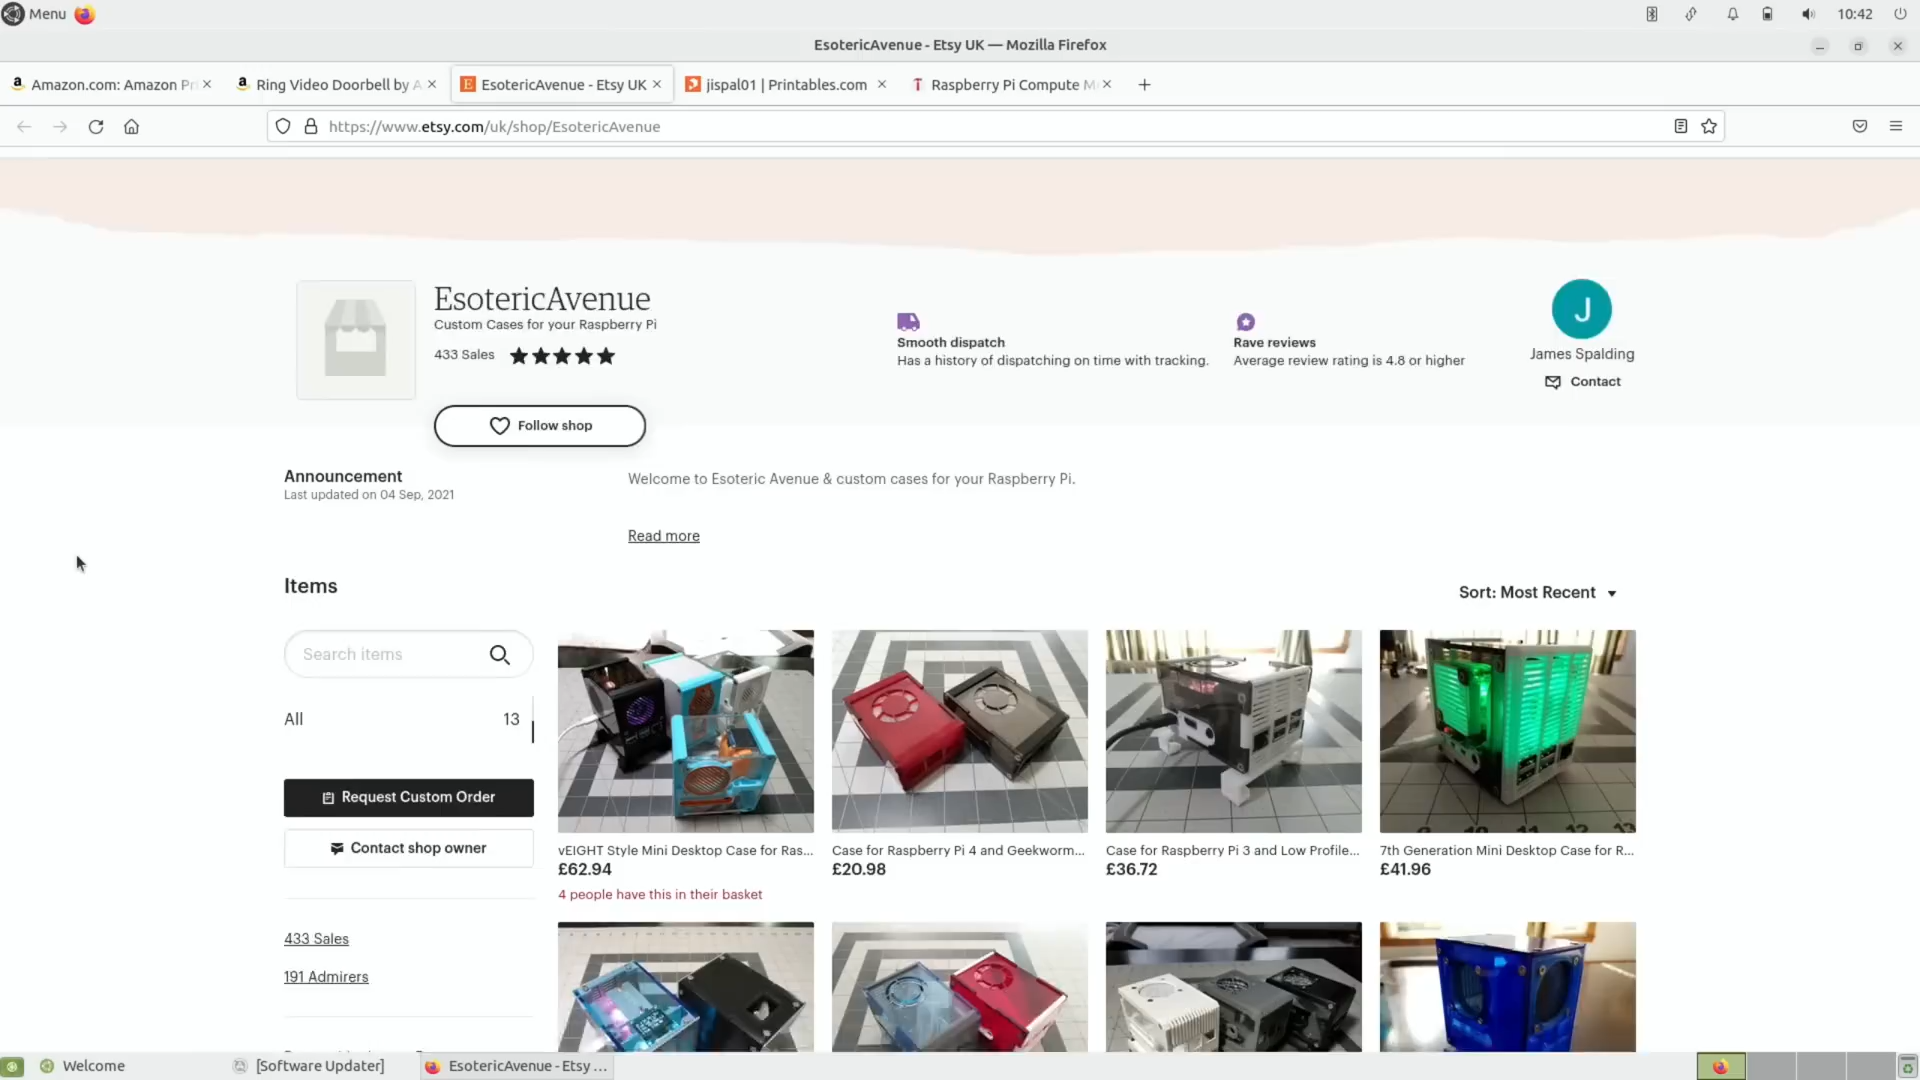 Menu
10:42
EsotericAvenue - Etsy UK — Mozilla Firefox
Amazon.com: Amazon Pr
Ring Video Doorbell by A
EsotericAvenue - Etsy UK
jispal01 | Printables.com
Raspberry Pi Compute M
https://www.etsy.com/uk/shop/EsotericAvenue
EsotericAvenue
Custom Cases for your Raspberry Pi
433 Sales
Follow shop
Smooth dispatch
Has a history of dispatching on time with tracking.
Rave reviews
Average review rating is 4.8 or higher
J
James Spalding
Contact
Announcement
Last updated on 04 Sep, 2021
Welcome to Esoteric Avenue & custom cases for your Raspberry Pi.
Read more
Items
Sort: Most Recent
Search items
All 13
Request Custom Order
Contact shop owner
433 Sales
191 Admirers
vEIGHT Style Mini Desktop Case for Ras...
£62.94
4 people have this in their basket
Case for Raspberry Pi 4 and Geekworm...
£20.98
Case for Raspberry Pi 3 and Low Profile...
£36.72
7th Generation Mini Desktop Case for R...
£41.96
Welcome
[Software Updater]
EsotericAvenue - Etsy ...